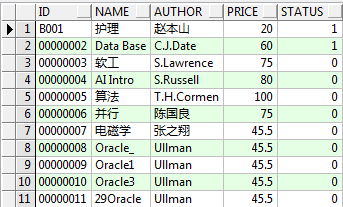 ID NAME AUTHOR PRICE STATUS
1 B001 护理 赵本山 20 1
2 00000002 Data Base C.J.Date 60 1
3 00000003 软工 S.Lawrence 75 0
4 00000004 AI Intro S.Russell 80 0
5 00000005 算法 T.H.Cormen 100 0
6 00000006 并行 陈国良 75 0
7 00000007 电磁学 张之翔 45.5 0
8 00000008 Oracle_ Ullman 45.5 0
9 00000009 Oracle1 Ullman 45.5 0
10 00000010 Oracle3 Ullman 45.5 0
11 00000011 29Oracle Ullman 45.5 0